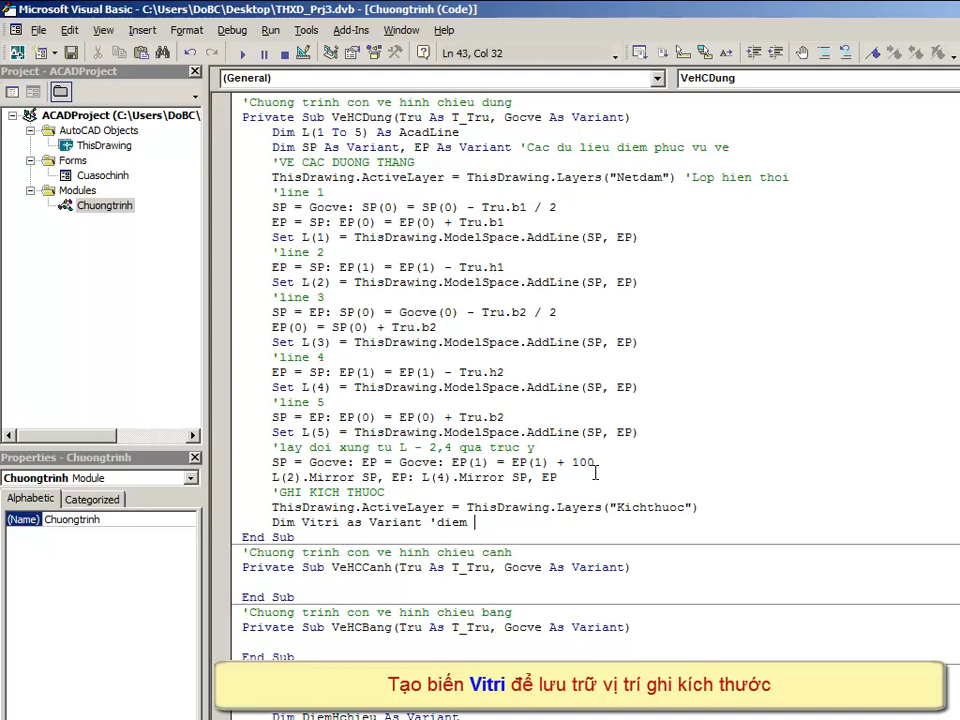 Microsoft Visual Basic - C:\Users\DoBC\Desktop\THXD_Prj3.dvb - [Chuongtrinh (Code)]
File Edit View Insert Format Debug Run Tools Add-Ins Window Help
Ln 43, Col 32
Project - ACADProject
ACADProject (C:\Users\DoBC\
AutoCAD Objects
ThisDrawing
Forms
Cuasochinh
Modules
Chuongtrinh
Properties - Chuongtrinh
Chuongtrinh Module
Alphabetic Categorized
(Name) Chuongtrinh
(General) VeHCDung
'Chuong trinh con ve hinh chieu dung
Private Sub VeHCDung(Tru As T_Tru, Gocve As Variant)
Dim L(1 To 5) As AcadLine
Dim SP As Variant, EP As Variant 'Cac du lieu diem phuc vu ve
'VE CAC DUONG THANG
ThisDrawing.ActiveLayer = ThisDrawing.Layers("Netdam") 'Lop hien thoi
'line 1
SP = Gocve: SP(0) = SP(0) - Tru.b1 / 2
EP = SP: EP(0) = EP(0) + Tru.b1
Set L(1) = ThisDrawing.ModelSpace.AddLine(SP, EP)
'line 2
EP = SP: EP(1) = EP(1) - Tru.h1
Set L(2) = ThisDrawing.ModelSpace.AddLine(SP, EP)
'line 3
SP = EP: SP(0) = Gocve(0) - Tru.b2 / 2
EP(0) = SP(0) + Tru.b2
Set L(3) = ThisDrawing.ModelSpace.AddLine(SP, EP)
'line 4
EP = SP: EP(1) = EP(1) - Tru.h2
Set L(4) = ThisDrawing.ModelSpace.AddLine(SP, EP)
'line 5
SP = EP: EP(0) = EP(0) + Tru.b2
Set L(5) = ThisDrawing.ModelSpace.AddLine(SP, EP)
'lay doi xung tu L - 2,4 qua truc y
SP = Gocve: EP = Gocve: EP(1) = EP(1) + 100
L(2).Mirror SP, EP: L(4).Mirror SP, EP
'GHI KICH THUOC
ThisDrawing.ActiveLayer = ThisDrawing.Layers("Kichthuoc")
Dim Vitri as Variant 'diem
End Sub
'Chuong trinh con ve hinh chieu canh
Private Sub VeHCCanh(Tru As T_Tru, Gocve As Variant)
End Sub
'Chuong trinh con ve hinh chieu bang
Private Sub VeHCBang(Tru As T_Tru, Gocve As Variant)
End Sub
Tạo biến Vitri để lưu trữ vị trí ghi kích thước
Dim DiemHchieu As Variant